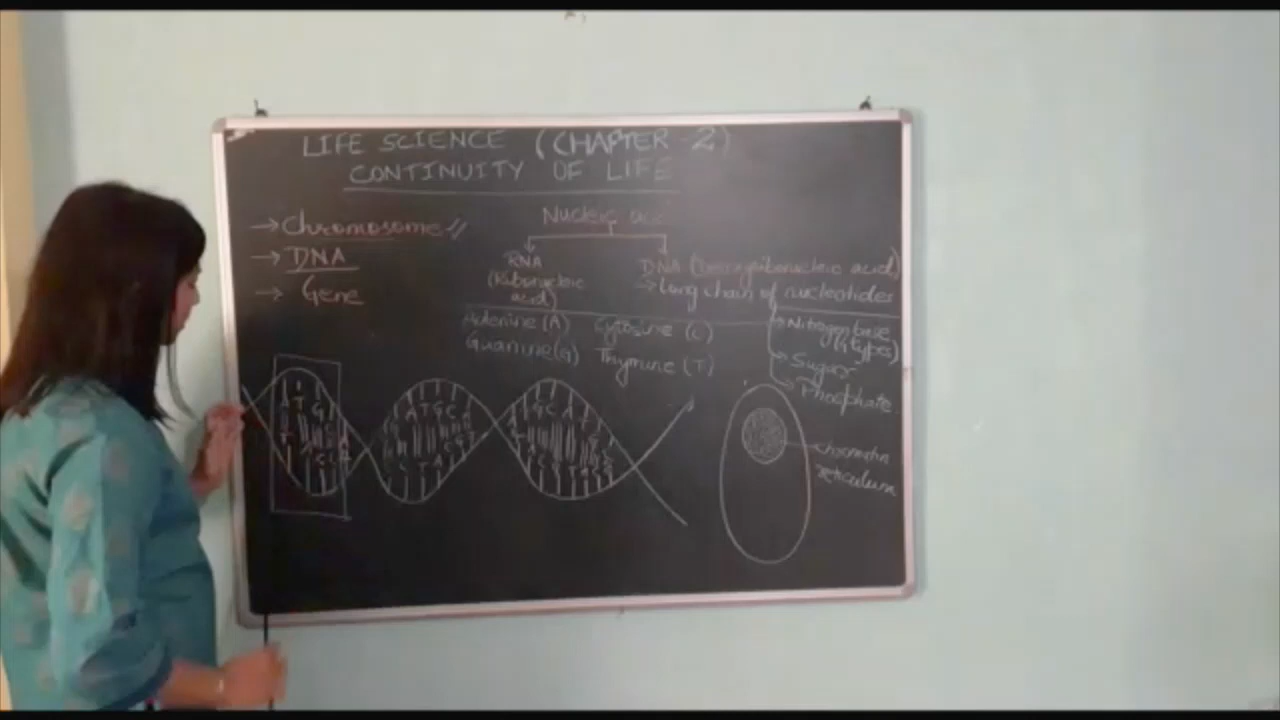 LIFE SCIENCE (CHAPTER 2)
CONTINUITY OF LIFE
→ Chromosome //
→ DNA
→ Gene
Nucleic
RNA
(Ribonucleic
acid)
DNA (Deoxyribonucleic acid)
→ Long chain of nucleotides
→ Nitrogen base
(4 types)
→ Sugar
→ Phosphate
Adenine (A) Cytosine (C)
Guanine (G) Thymine (T)
A T G
A T G C A
G C A
Chromatin
reticulum